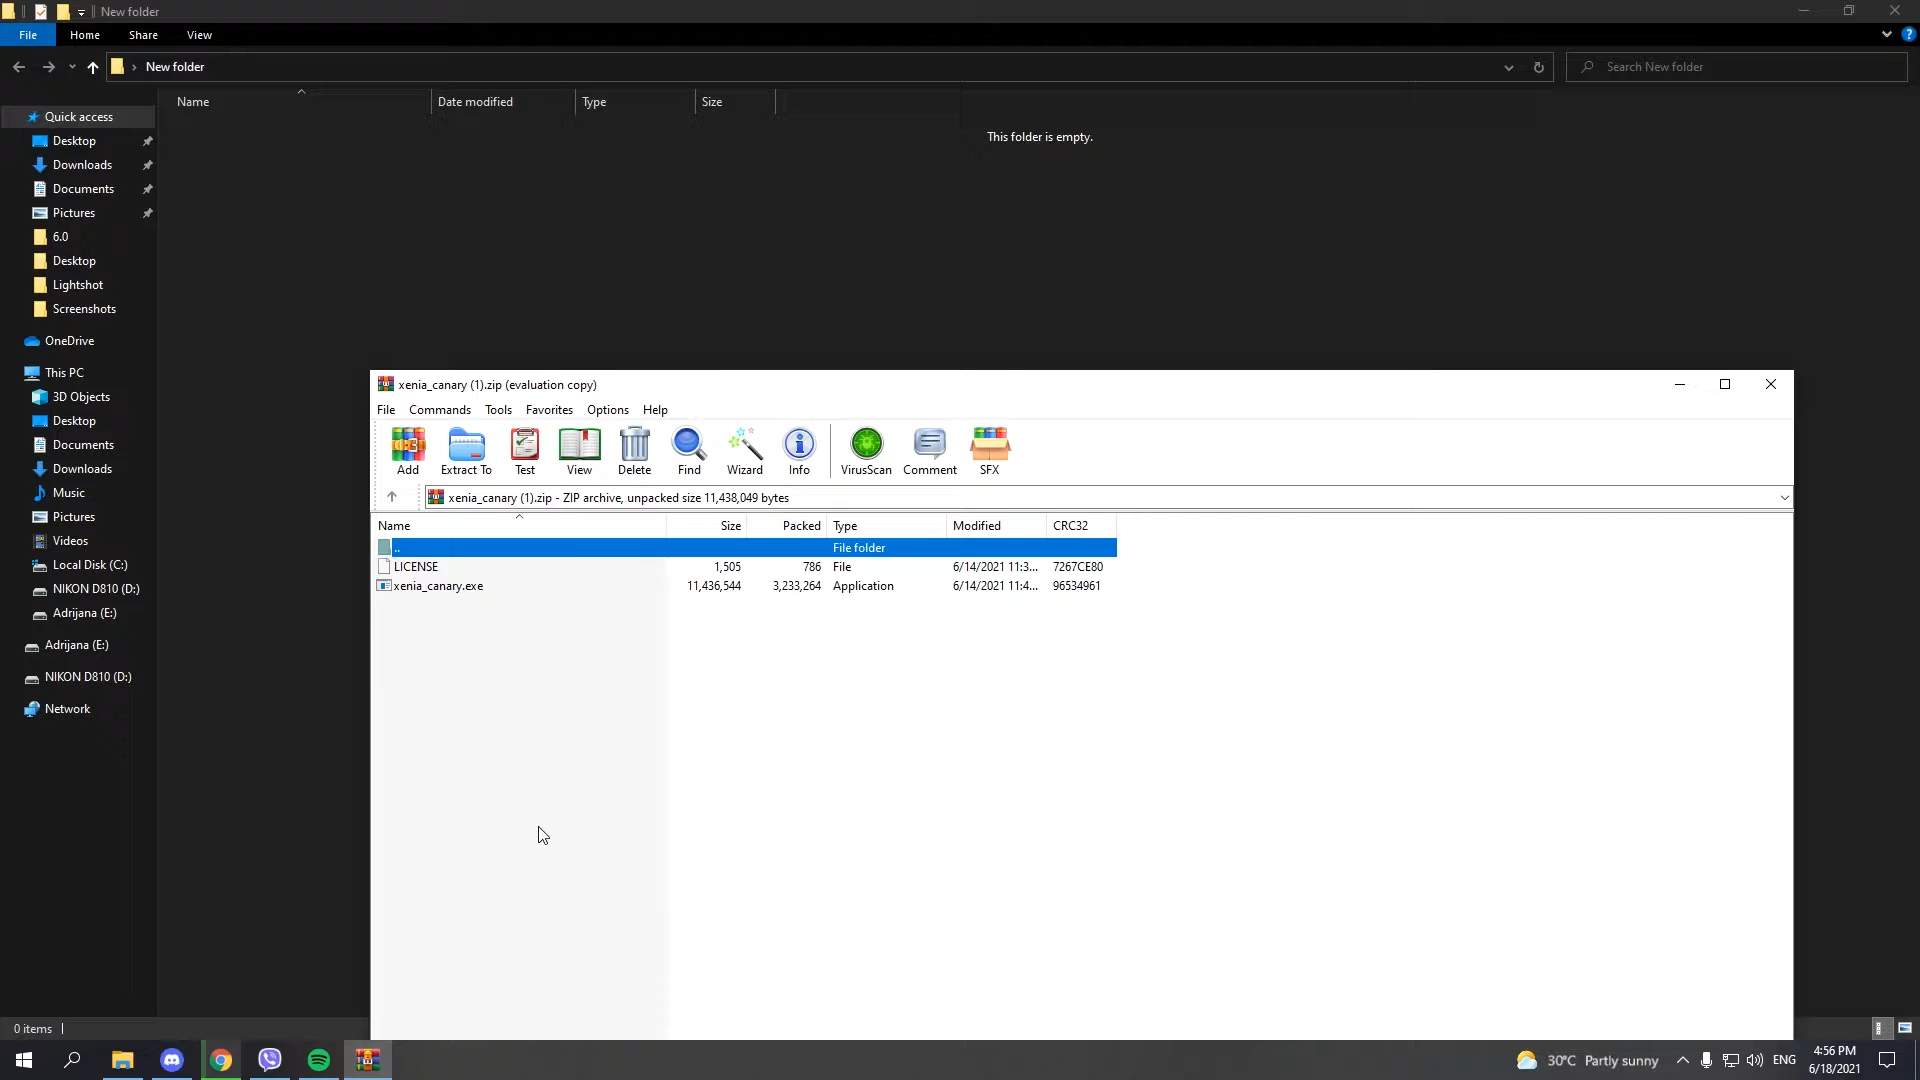 New folder
File Home Share View
New folder
Search New folder
Name Date modified Type Size
This folder is empty.
Quick access
Desktop
Downloads
Documents
Pictures
6.0
Desktop
Lightshot
Screenshots
OneDrive
This PC
3D Objects
Desktop
Documents
Downloads
Music
Pictures
Videos
Local Disk (C:)
NIKON D810 (D:)
Adrijana (E:)
Adrijana (E:)
NIKON D810 (D:)
Network
0 items
xenia_canary (1).zip (evaluation copy)
File Commands Tools Favorites Options Help
Add Extract To Test View Delete Find Wizard Info VirusScan Comment SFX
xenia_canary (1).zip - ZIP archive, unpacked size 11,438,049 bytes
Name Size Packed Type Modified CRC32
.. File folder
LICENSE 1,505 786 File 6/14/2021 11:3... 7267CE80
xenia_canary.exe 11,436,544 3,233,264 Application 6/14/2021 11:4... 96534961
30°C Partly sunny ENG 4:56 PM
6/18/2021